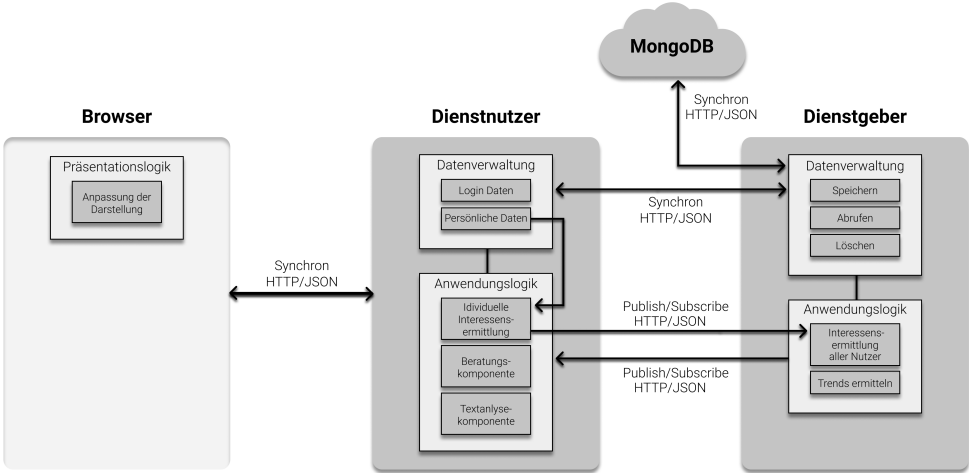 MongoDB
Synchron
HTTP/JSON
Browser
Dienstnutzer
Dienstgeber
Präsentationslogik
Anpassung der
Darstellung
Datenverwaltung
Login Daten
Persönliche Daten
Synchron
HTTP/JSON
Datenverwaltung
Speichern
Abrufen
Löschen
Synchron
HTTP/JSON
Anwendungslogik
Idividuelle
Interessens-
ermittlung
Beratungs-
komponente
Textanalyse-
komponente
Publish/Subscribe
HTTP/JSON
Publish/Subscribe
HTTP/JSON
Anwendungslogik
Interessens-
ermittlung
aller Nutzer
Trends ermitteln